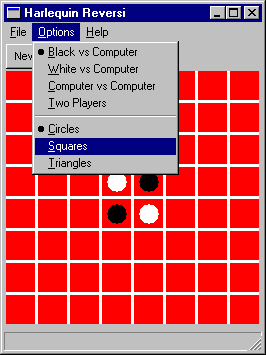 Harlequin Reversi
File Options Help
Black vs Computer
White vs Computer
Computer vs Computer
Two Players
Circles
Squares
Triangles